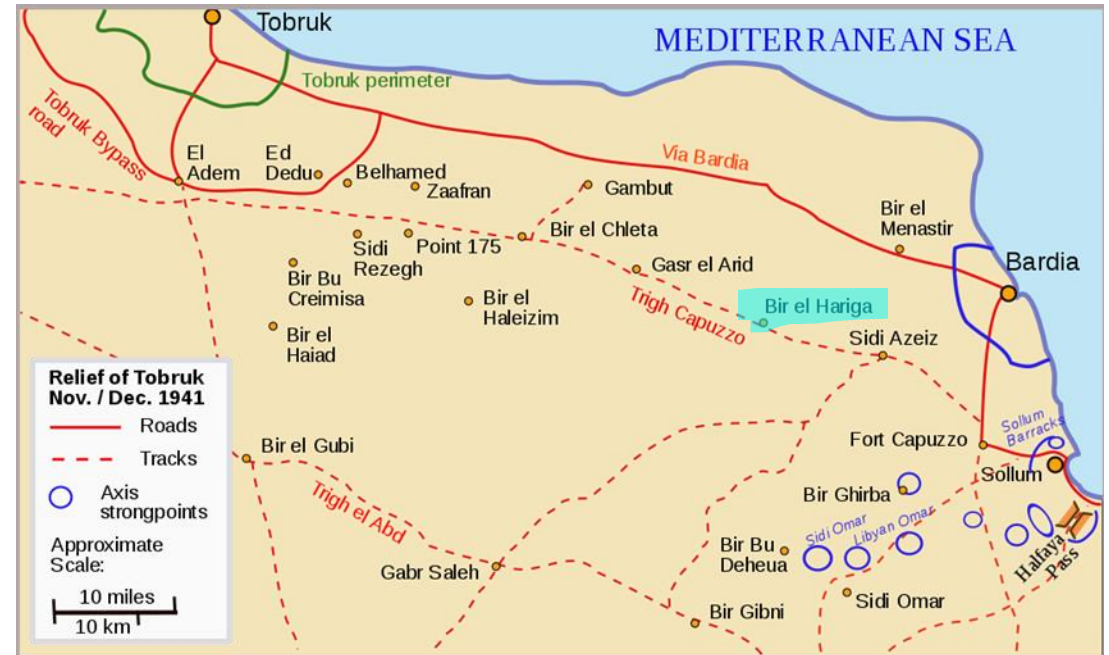 Tobruk
MEDITERRANEAN SEA
Tobruk perimeter
Tobruk Bypass
road
El
Adem
Ed
Dedu
Belhamed
Zaafran
Via Bardia
Gambut
Bir el
Menastir
Bardia
Bir el Chleta
Sidi
Rezegh
Point 175
Gasr el Arid
Bir Bu
Creimisa
Bir el
Haleizim
Trigh Capuzzo
Bir el Hariga
Bir el
Haiad
Sidi Azeiz
Relief of Tobruk
Nov. / Dec. 1941
Roads
Tracks
Axis
strongpoints
Approximate
Scale:
10 miles
10 km
Bir el Gubi
Trigh el Abd
Gabr Saleh
Fort Capuzzo
Sollum
Barracks
Sollum
Bir Ghirba
Sidi Omar
Libyan Omar
Halfaya
Pass
Bir Bu
Deheua
Sidi Omar
Bir Gibni